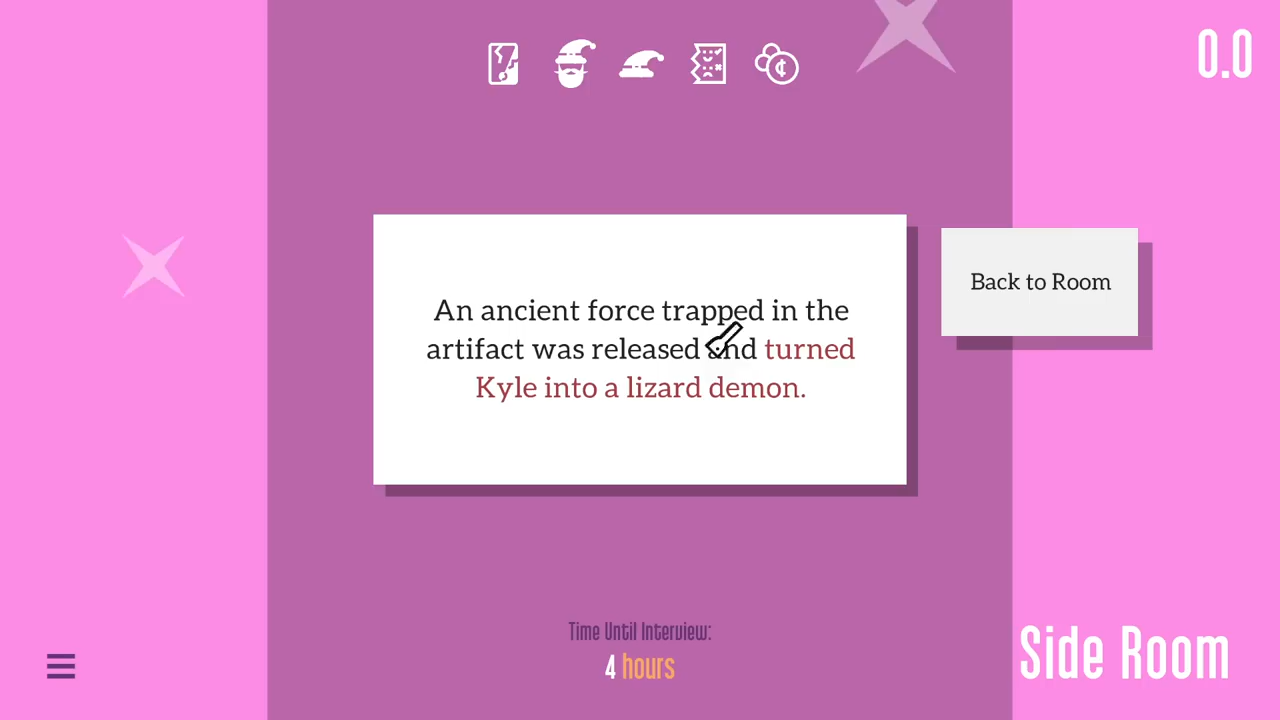 0.0
An ancient force trapped in the
artifact was released and turned
Kyle into a lizard demon.
Back to Room
Time Until Interview:
4 hours
Side Room